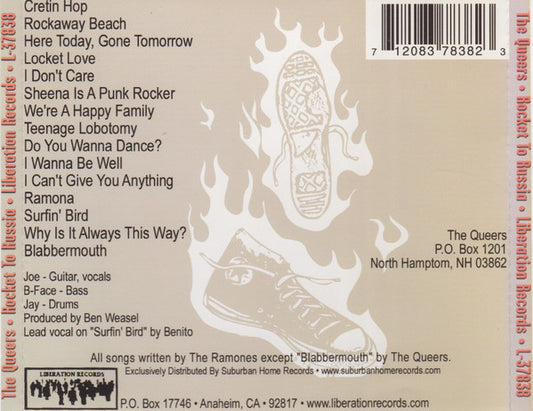 Cretin Hop
Rockaway Beach
Here Today, Gone Tomorrow
Locket Love
I Don't Care
Sheena Is A Punk Rocker
We're A Happy Family
Teenage Lobotomy
Do You Wanna Dance?
I Wanna Be Well
I Can't Give You Anything
Ramona
Surfin' Bird
Why Is It Always This Way?
Blabbermouth
Joe - Guitar, vocals
B-Face - Bass
Jay - Drums
Produced by Ben Weasel
Lead vocal on "Surfin' Bird by Benito
7 12083 78382 3
The Queers
P.O. Box 1201
North Hamptom, NH 03862
All songs written by The Ramones except "Blabbermouth" by The Queers.
Exclusively Distributed By Suburban Home Records • www.suburbanhomerecords.com
LIBERATION RECORDS
P.O. Box 17746 • Anaheim, CA • 92817 • www.liberationrecords.com
The Queers • Rocket To Russia • Liberation Records • L-37838
The Queers • Rocket To Russia • Liberation Records • L-37838